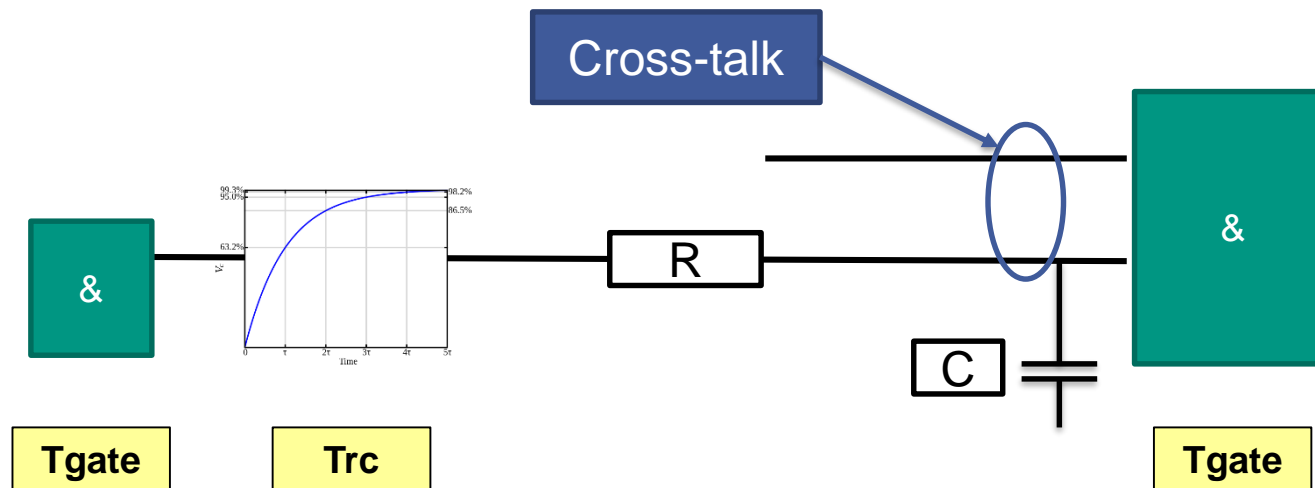 Cross-talk
99.3%
95.0%
63.2%
98.2%
86.5%
Vc
0 τ 2τ 3τ 4τ 5τ
Time
&
R
C
&
Tgate
Trc
Tgate